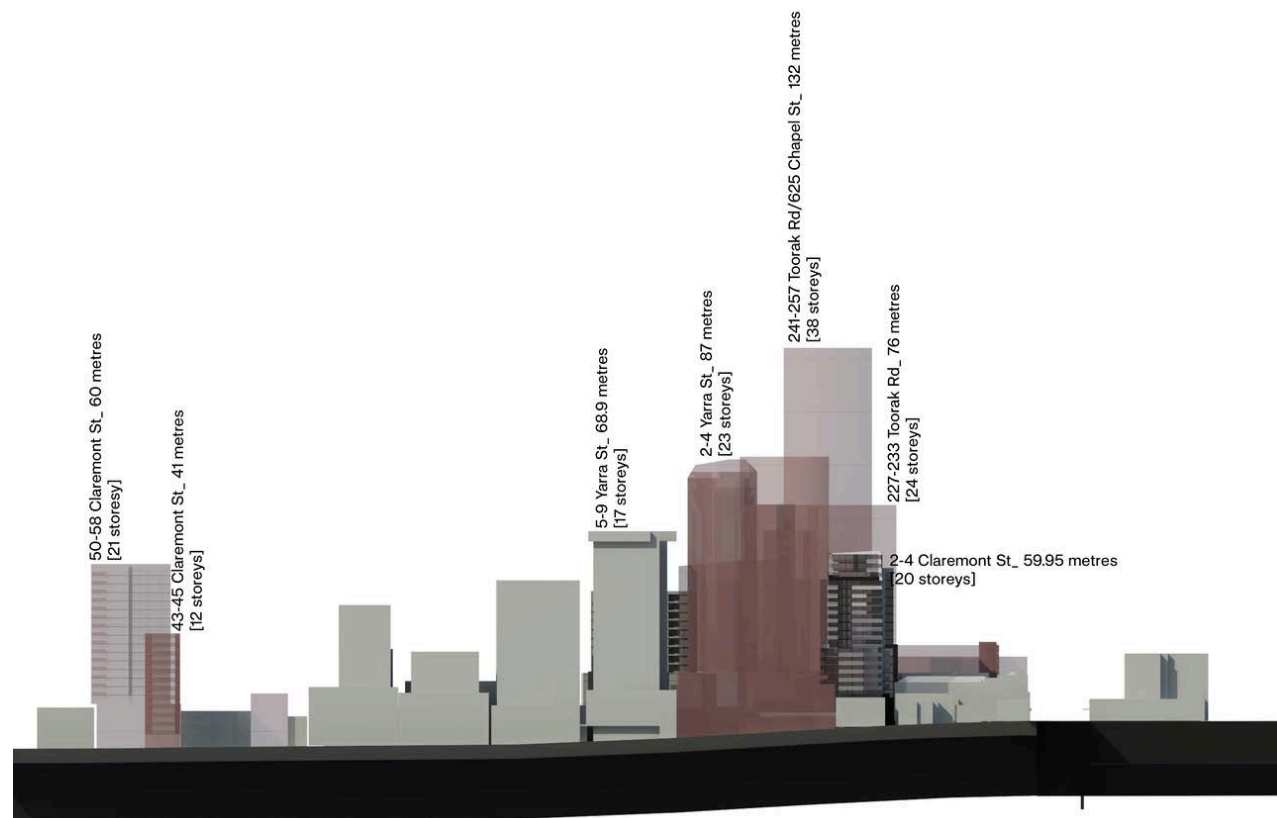 50-58 Claremont St_ 60 metres
[21 storesy]
43-45 Claremont St_ 41 metres
[12 storeys]
5-9 Yarra St_ 68.9 metres
[17 storeys]
2-4 Yarra St_ 87 metres
[23 storeys]
241-257 Toorak Rd/625 Chapel St_ 132 metres
[38 storeys]
227-233 Toorak Rd_ 76 metres
[24 storeys]
2-4 Claremont St_ 59.95 metres
[20 storeys]